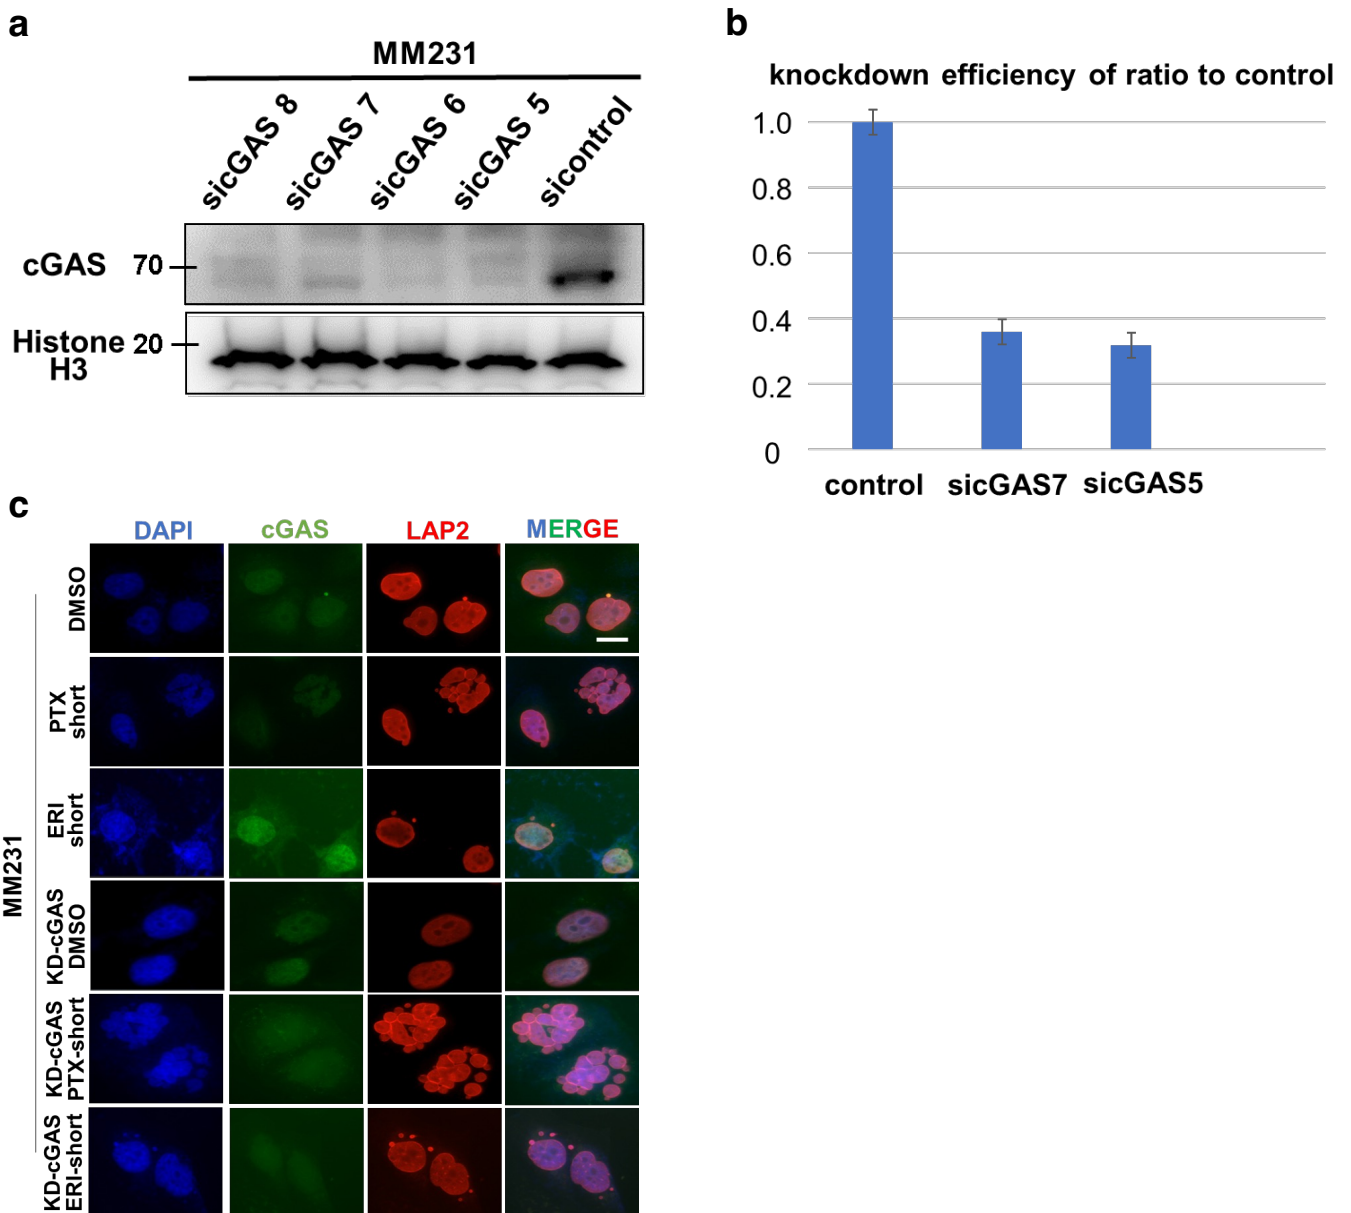 a
MM231
sicGAS 8
sicGAS 7
sicGAS 6
sicGAS 5
sicontrol
cGAS 70
Histone 20
H3
b
knockdown efficiency of ratio to control
1.0
0.8
0.6
0.4
0.2
0
control sicGAS7 sicGAS5
c
DAPI cGAS LAP2 MERGE
MM231
DMSO
PTX
short
ERI
short
KD-cGAS
DMSO
KD-cGAS
PTX-short
KD-cGAS
ERI-short